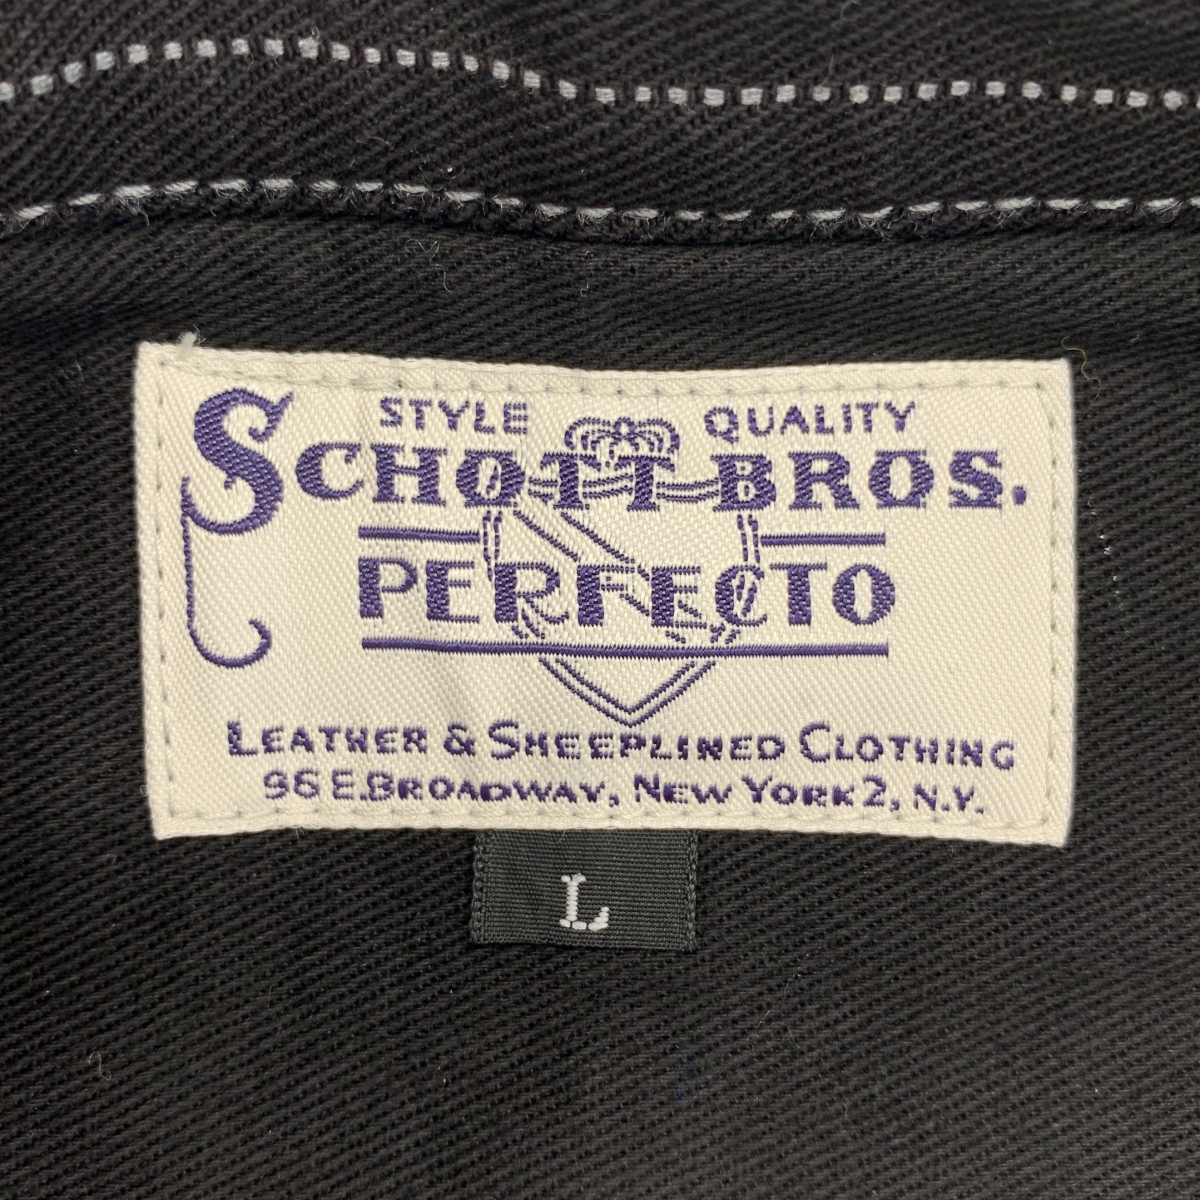 STYLE QUALITY
SCHOTT BROS.
PERFECTO
LEATHER & SHEEPLINED CLOTHING
96 E. BROADWAY, NEW YORK 2, N.Y.
L